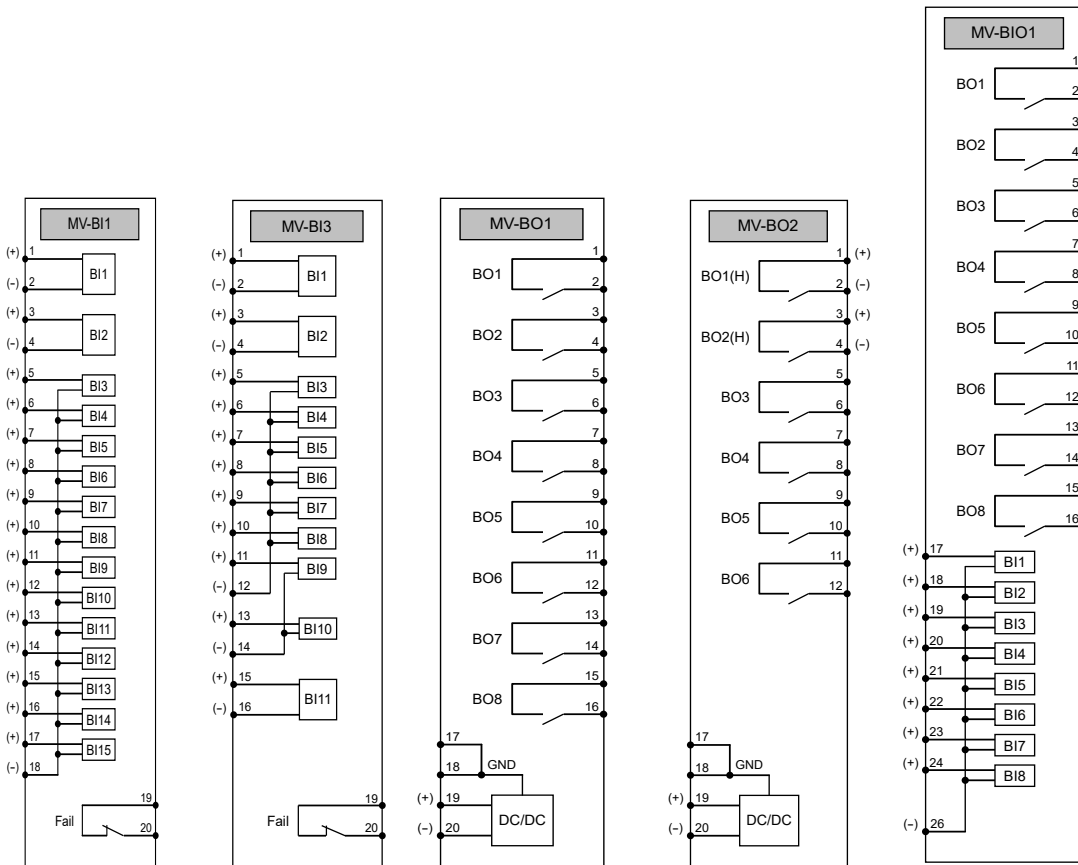 MV-BI1
(+) 1
BI1
(−) 2
(+) 3
BI2
(−) 4
(+) 5
BI3
(+) 6
BI4
(+) 7
BI5
(+) 8
BI6
(+) 9
BI7
(+) 10
BI8
(+) 11
BI9
(+) 12
BI10
(+) 13
BI11
(+) 14
BI12
(+) 15
BI13
(+) 16
BI14
(+) 17
BI15
(−) 18
19
Fail
20
MV-BI3
(+) 1
BI1
(−) 2
(+) 3
BI2
(−) 4
(+) 5
BI3
(+) 6
BI4
(+) 7
BI5
(+) 8
BI6
(+) 9
BI7
(+) 10
BI8
(+) 11
BI9
(−) 12
(+) 13
BI10
(−) 14
(+) 15
BI11
(−) 16
19
Fail
20
MV-BO1
1
BO1
2
3
BO2
4
5
BO3
6
7
BO4
8
9
BO5
10
11
BO6
12
13
BO7
14
15
BO8
16
17
18 GND
(+) 19
DC/DC
(−) 20
MV-BO2
1 (+)
BO1(H)
2 (−)
3 (+)
BO2(H)
4 (−)
5
BO3
6
7
BO4
8
9
BO5
10
11
BO6
12
17
18 GND
(+) 19
DC/DC
(−) 20
MV-BIO1
1
BO1
2
3
BO2
4
5
BO3
6
7
BO4
8
9
BO5
10
11
BO6
12
13
BO7
14
15
BO8
16
(+) 17
BI1
(+) 18
BI2
(+) 19
BI3
(+) 20
BI4
(+) 21
BI5
(+) 22
BI6
(+) 23
BI7
(+) 24
BI8
(−) 26